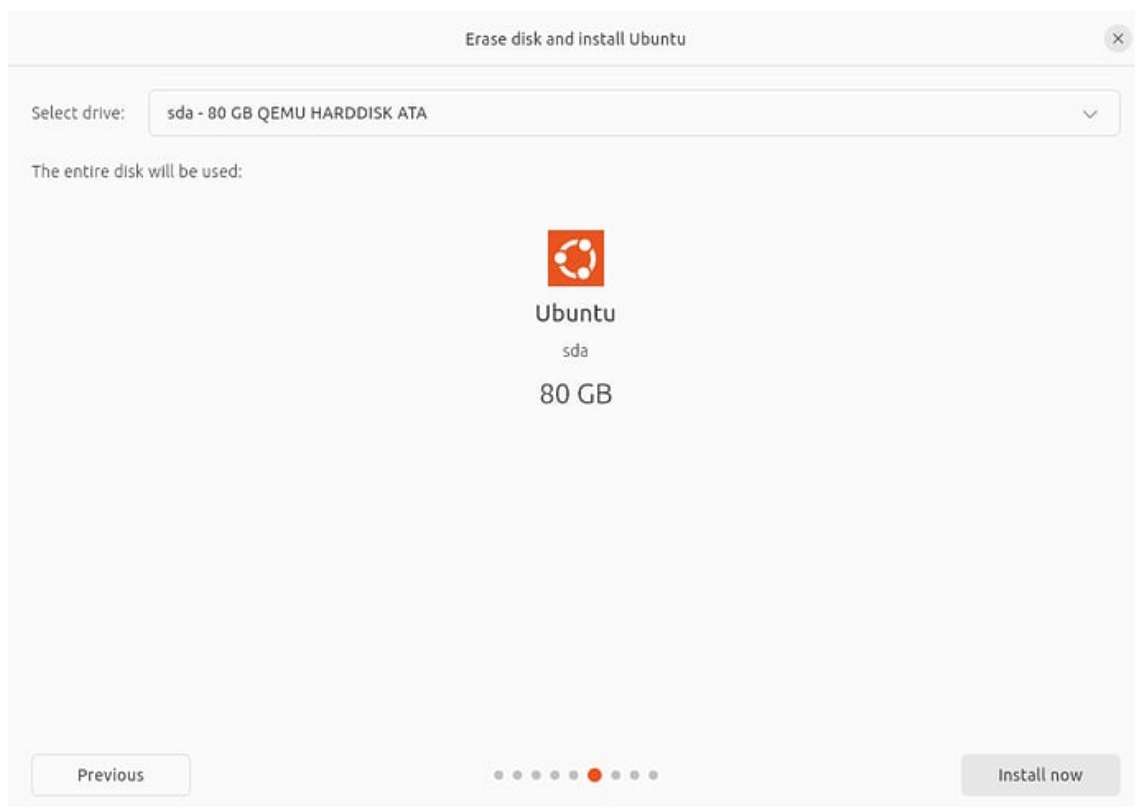 Erase disk and install Ubuntu
Select drive: sda - 80 GB QEMU HARDDISK ATA
The entire disk will be used:
Ubuntu
sda
80 GB
Previous Install now